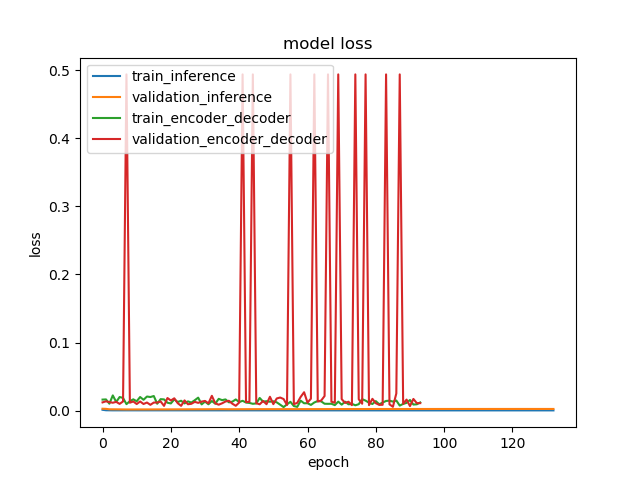 model loss
train_inference
validation_inference
train_encoder_decoder
validation_encoder_decoder
0.5
0.4
0.3
0.2
0.1
0.0
loss
0 20 40 60 80 100 120
epoch